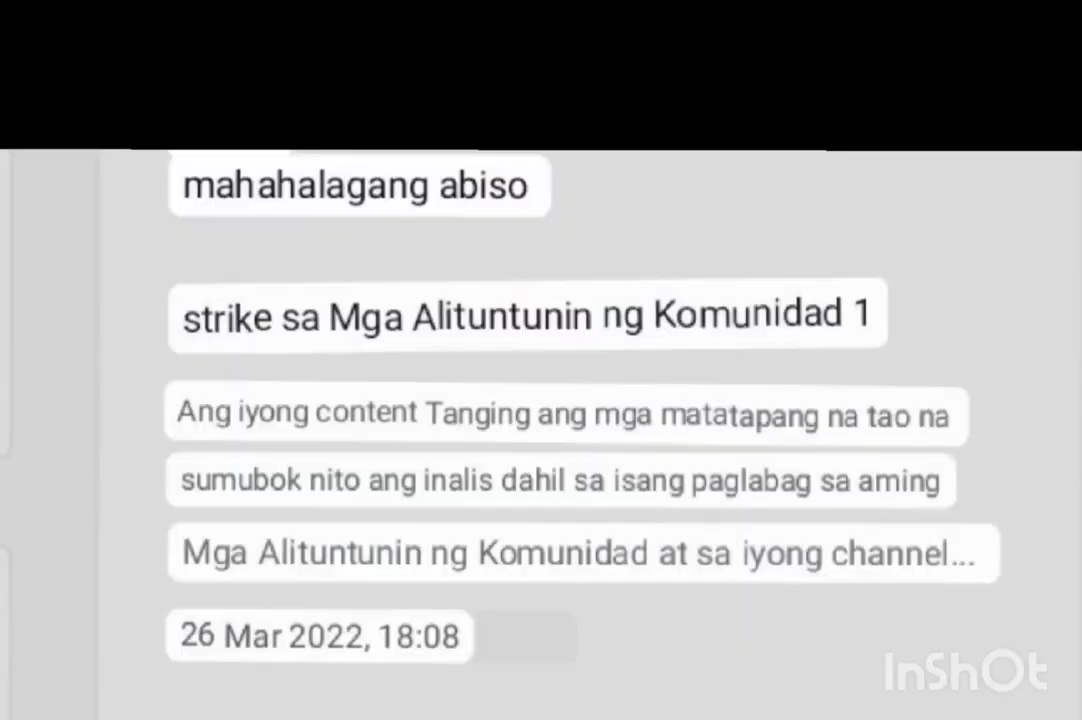 mahahalagang abiso
strike sa Mga Alituntunin ng Komunidad 1
Ang iyong content Tanging ang mga matatapang na tao na
sumubok nito ang inalis dahil sa isang paglabag sa aming
Mga Alituntunin ng Komunidad at sa iyong channel...
26 Mar 2022, 18:08
InShOt